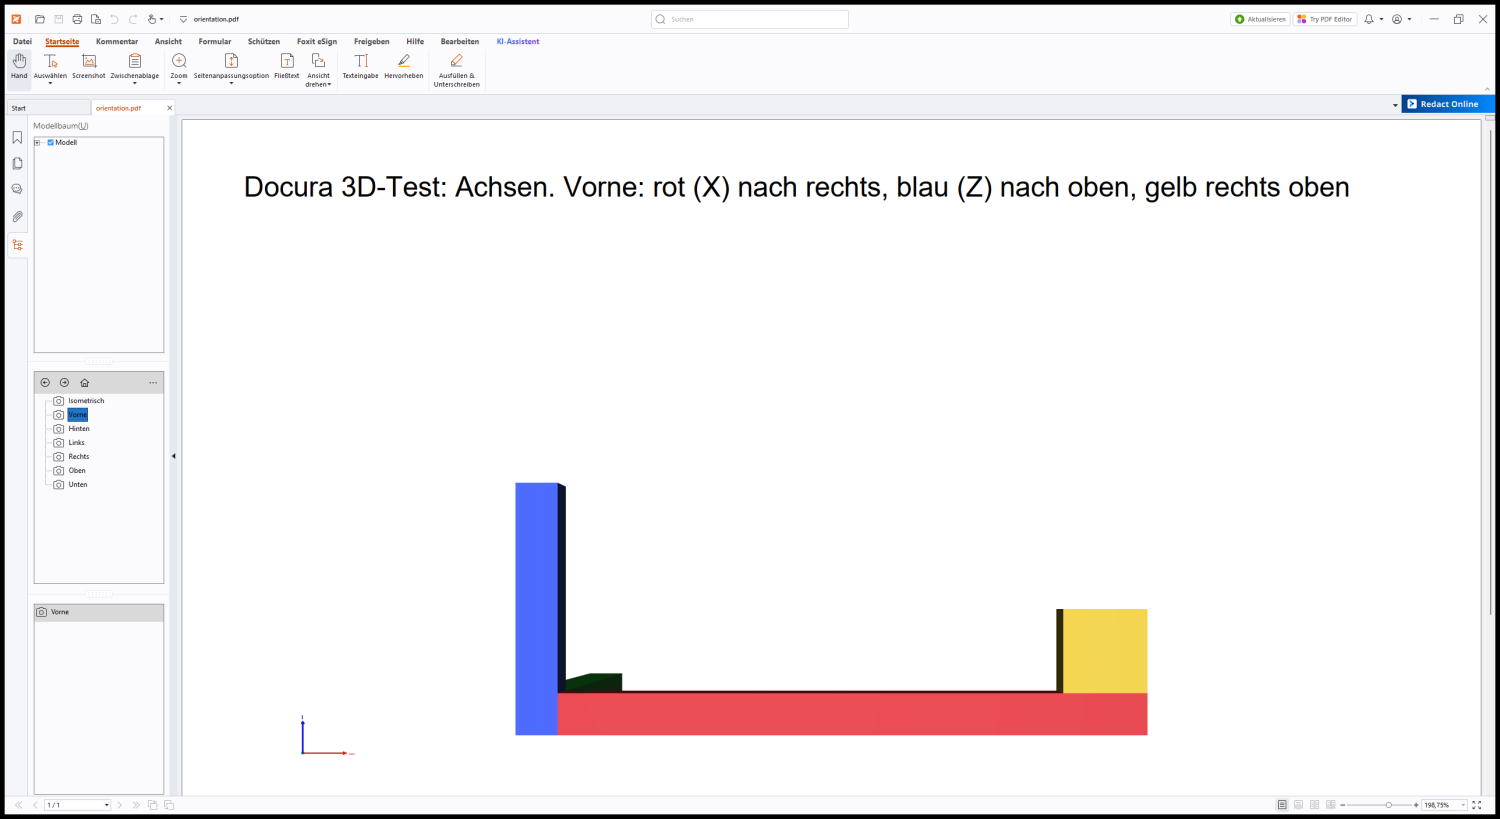 orientation.pdf
Suchen
Aktualisieren
Try PDF Editor
Datei Startseite Kommentar Ansicht Formular Schützen Foxit eSign Freigeben Hilfe Bearbeiten KI-Assistent
Hand Auswählen Screenshot Zwischenablage Zoom Seitenanpassungsoption Fließtext Ansicht drehen Texteingabe Hervorheben Ausfüllen & Unterschreiben
Start
orientation.pdf
Redact Online
Modellbaum(U)
Modell
Docura 3D-Test: Achsen. Vorne: rot (X) nach rechts, blau (Z) nach oben, gelb rechts oben
Isometrisch
Vorne
Hinten
Links
Rechts
Oben
Unten
Vorne
1 / 1
198,75%